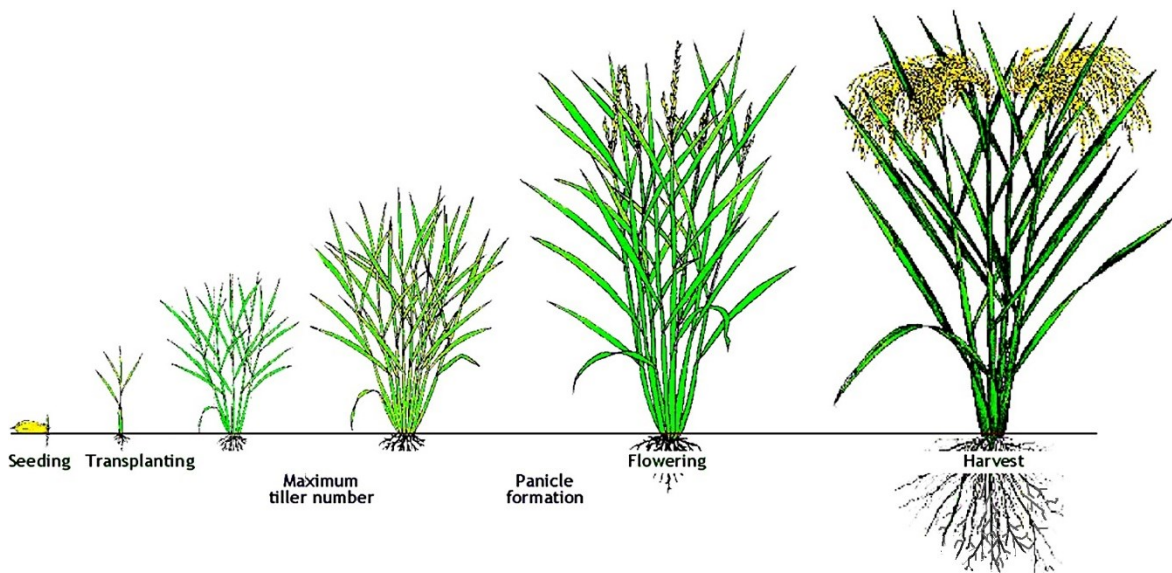 Seeding
Transplanting
Maximum
tiller number
Panicle
formation
Flowering
Harvest